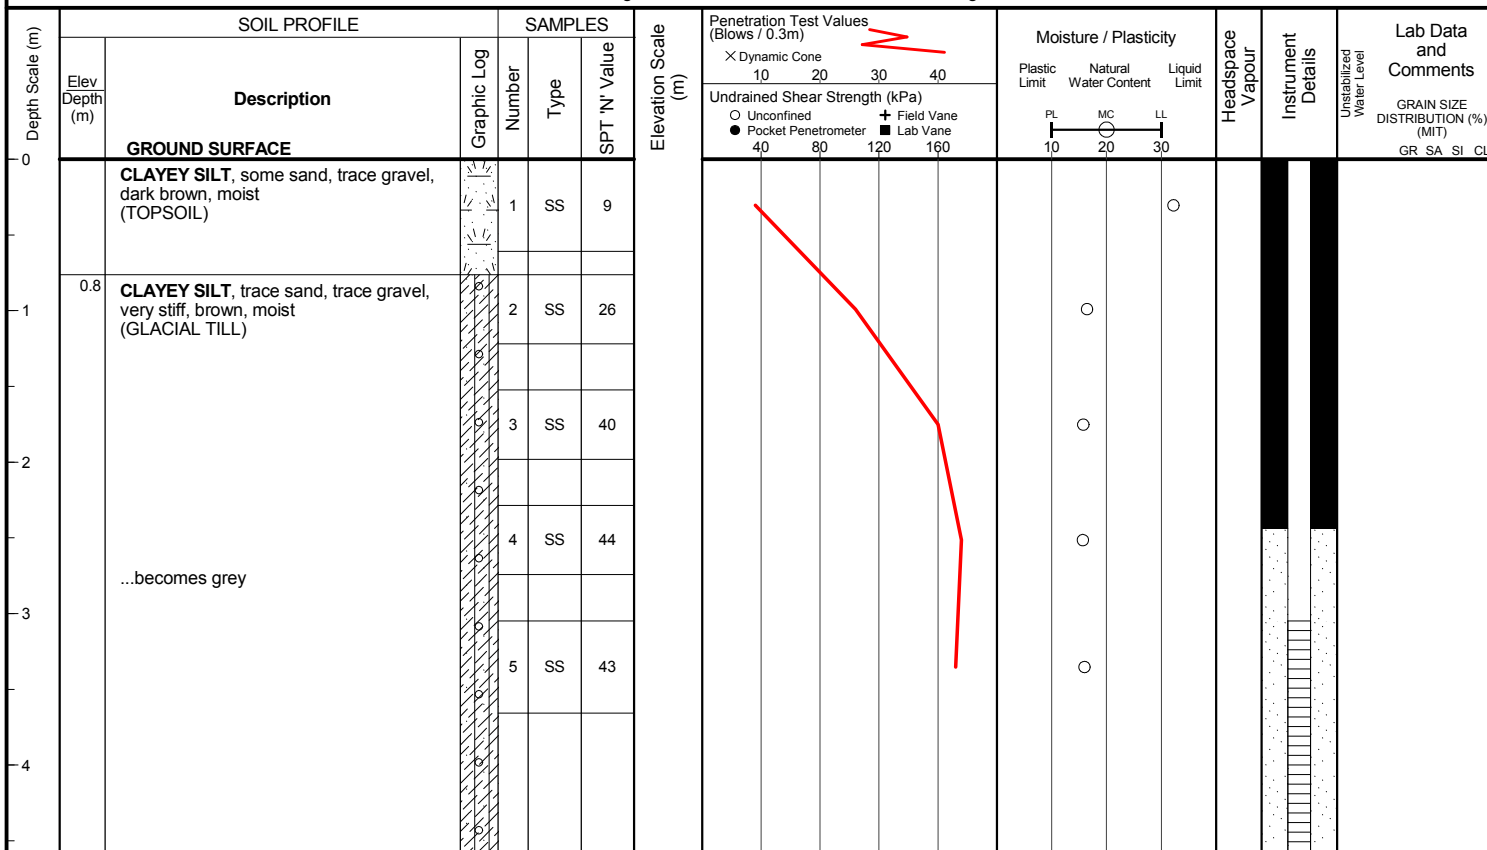 SOIL PROFILE
SAMPLES
Depth Scale (m)
Elev
Depth
(m)
Description
GROUND SURFACE
Graphic Log
Number
Type
SPT 'N' Value
Elevation Scale
(m)
Penetration Test Values
(Blows / 0.3m)
× Dynamic Cone
10 20 30 40
Undrained Shear Strength (kPa)
Unconfined
Field Vane
Pocket Penetrometer
Lab Vane
40 80 120 160
Moisture / Plasticity
Plastic
Limit
Natural
Water Content
Liquid
Limit
PL MC LL
10 20 30
Headspace
Vapour
Instrument
Details
Unstabilized
Water Level
Lab Data
and
Comments
GRAIN SIZE
DISTRIBUTION (%)
(MIT)
GR SA SI CL
0
CLAYEY SILT, some sand, trace gravel,
dark brown, moist
(TOPSOIL)
1 SS 9
0.8
CLAYEY SILT, trace sand, trace gravel,
very stiff, brown, moist
(GLACIAL TILL)
1
2 SS 26
3 SS 40
2
4 SS 44
...becomes grey
3
5 SS 43
4